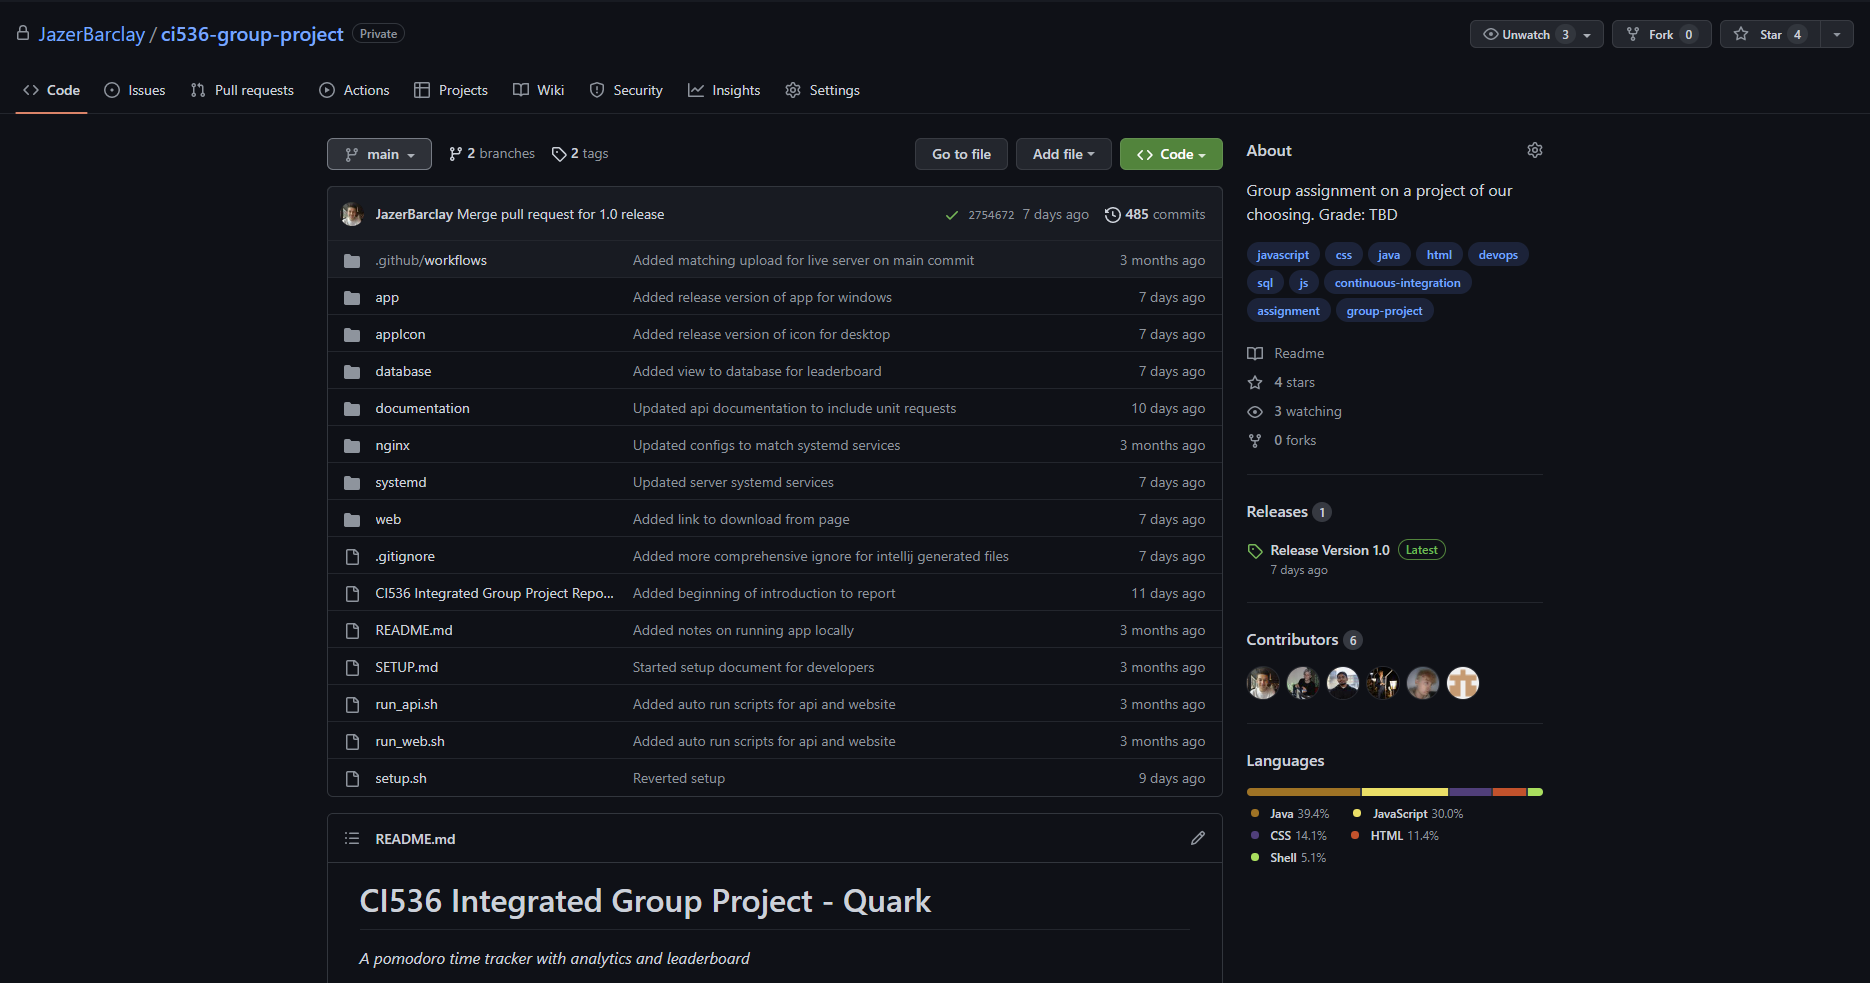 JazerBarclay / ci536-group-project Private
Unwatch 3 Fork 0 Star 4
Code Issues Pull requests Actions Projects Wiki Security Insights Settings
main 2 branches 2 tags Go to file Add file Code
JazerBarclay Merge pull request for 1.0 release 2754672 7 days ago 485 commits
.github/workflows Added matching upload for live server on main commit 3 months ago
app Added release version of app for windows 7 days ago
appIcon Added release version of icon for desktop 7 days ago
database Added view to database for leaderboard 7 days ago
documentation Updated api documentation to include unit requests 10 days ago
nginx Updated configs to match systemd services 3 months ago
systemd Updated server systemd services 7 days ago
web Added link to download from page 7 days ago
.gitignore Added more comprehensive ignore for intellij generated files 7 days ago
CI536 Integrated Group Project Repo... Added beginning of introduction to report 11 days ago
README.md Added notes on running app locally 3 months ago
SETUP.md Started setup document for developers 3 months ago
run_api.sh Added auto run scripts for api and website 3 months ago
run_web.sh Added auto run scripts for api and website 3 months ago
setup.sh Reverted setup 9 days ago
README.md
CI536 Integrated Group Project - Quark
A pomodoro time tracker with analytics and leaderboard
About
Group assignment on a project of our
choosing. Grade: TBD
javascript css java html devops
sql js continuous-integration
assignment group-project
Readme
4 stars
3 watching
0 forks
Releases 1
Release Version 1.0 Latest
7 days ago
Contributors 6
Languages
Java 39.4% JavaScript 30.0%
CSS 14.1% HTML 11.4%
Shell 5.1%